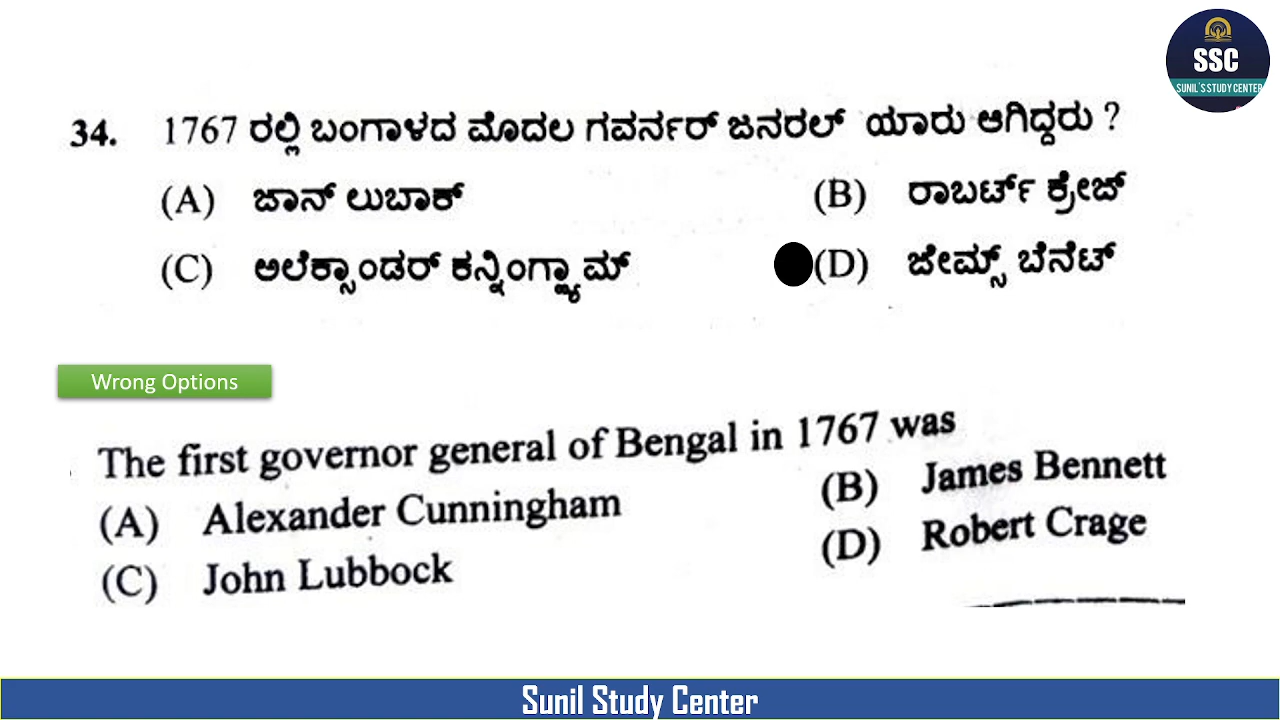 SSC
SUNIL'S STUDY CENTER
34. 1767 ರಲ್ಲಿ ಬಂಗಾಳದ ಮೊದಲ ಗವರ್ನರ್ ಜನರಲ್ ಯಾರು ಆಗಿದ್ದರು ?
(A) ಜಾನ್ ಲುಬಾಕ್ (B) ರಾಬರ್ಟ್ ಕ್ರೇಜ್
(C) ಅಲೆಕ್ಸಾಂಡರ್ ಕನ್ನಿಂಗ್ಹ್ಯಾಮ್ (D) ಜೇಮ್ಸ್ ಬೆನೆಟ್
Wrong Options
The first governor general of Bengal in 1767 was
(A) Alexander Cunningham (B) James Bennett
(C) John Lubbock (D) Robert Crage
Sunil Study Center